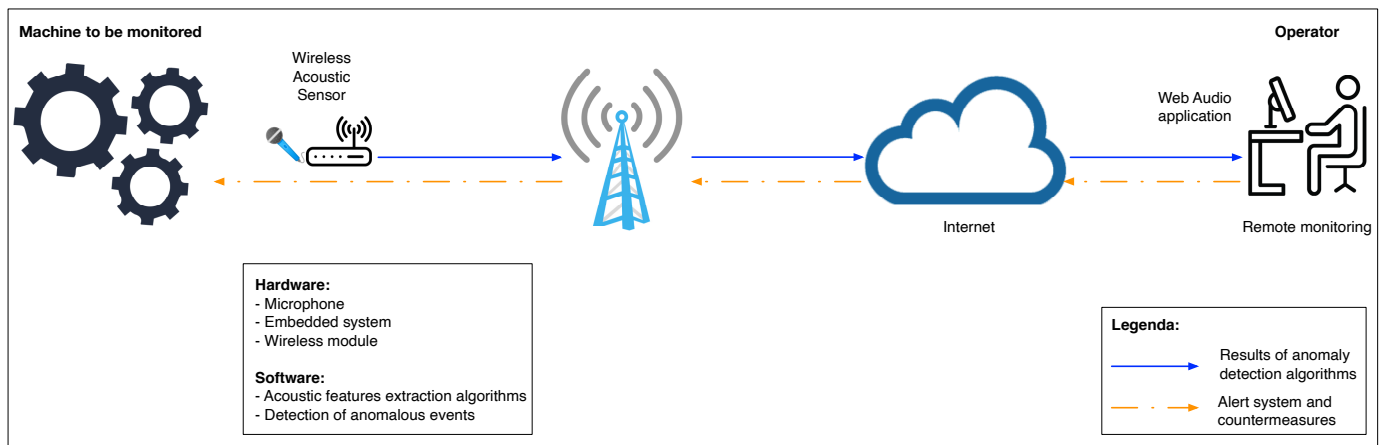 Machine to be monitored
Wireless
Acoustic
Sensor
Operator
Web Audio
application
Internet
Remote monitoring
Hardware:
- Microphone
- Embedded system
- Wireless module
Software:
- Acoustic features extraction algorithms
- Detection of anomalous events
Legenda:
Results of anomaly
detection algorithms
Alert system and
countermeasures